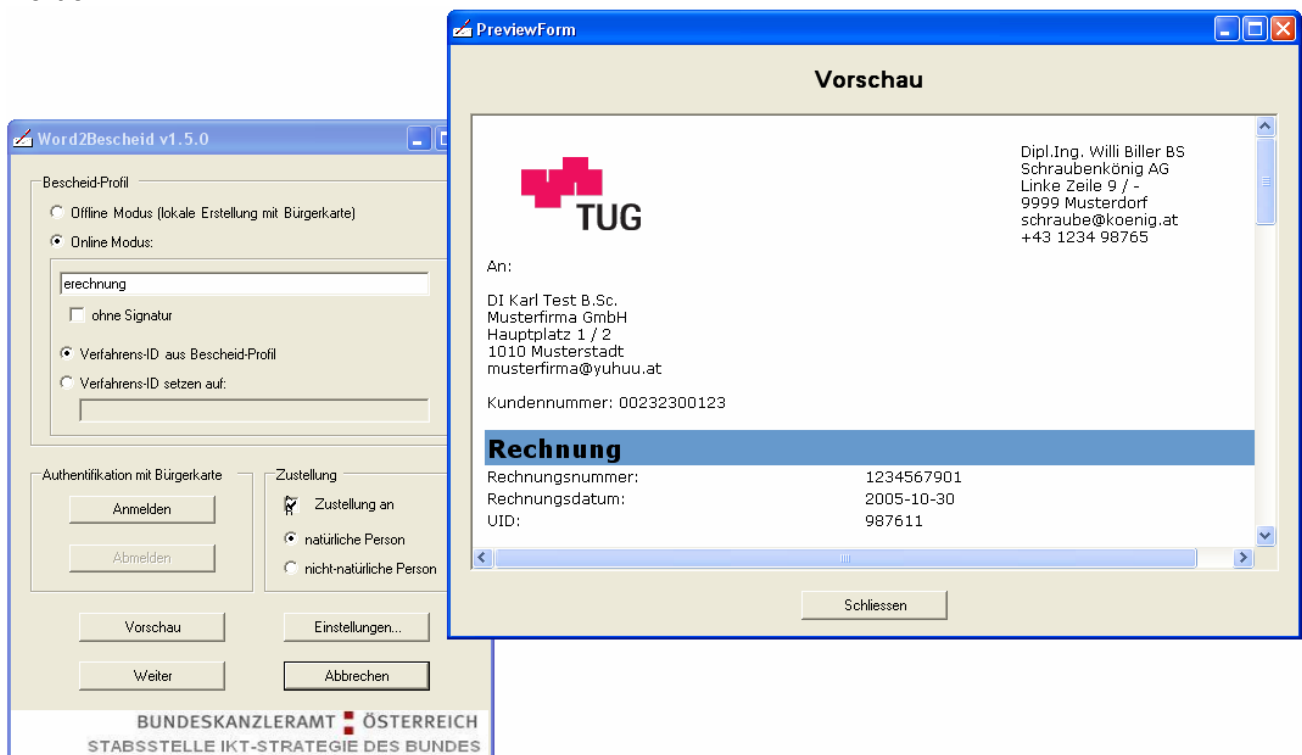 PreviewForm
Vorschau
TUG
Dipl.Ing. Willi Biller BS
Schraubenkönig AG
Linke Zeile 9 / -
9999 Musterdorf
schraube@koenig.at
+43 1234 98765
An:
DI Karl Test B.Sc.
Musterfirma GmbH
Hauptplatz 1 / 2
1010 Musterstadt
musterfirma@yuhuu.at
Kundennummer: 00232300123
Rechnung
Rechnungsnummer: 1234567901
Rechnungsdatum: 2005-10-30
UID: 987611
Schliessen
Word2Bescheid v1.5.0
Bescheid-Profil
Offline Modus (lokale Erstellung mit Bürgerkarte)
Online Modus:
erechnung
ohne Signatur
Verfahrens-ID aus Bescheid-Profil
Verfahrens-ID setzen auf:
Authentifikation mit Bürgerkarte
Anmelden
Abmelden
Zustellung
Zustellung an
natürliche Person
nicht-natürliche Person
Vorschau
Einstellungen...
Weiter
Abbrechen
BUNDESKANZLERAMT ÖSTERREICH
STABSSTELLE IKT-STRATEGIE DES BUNDES